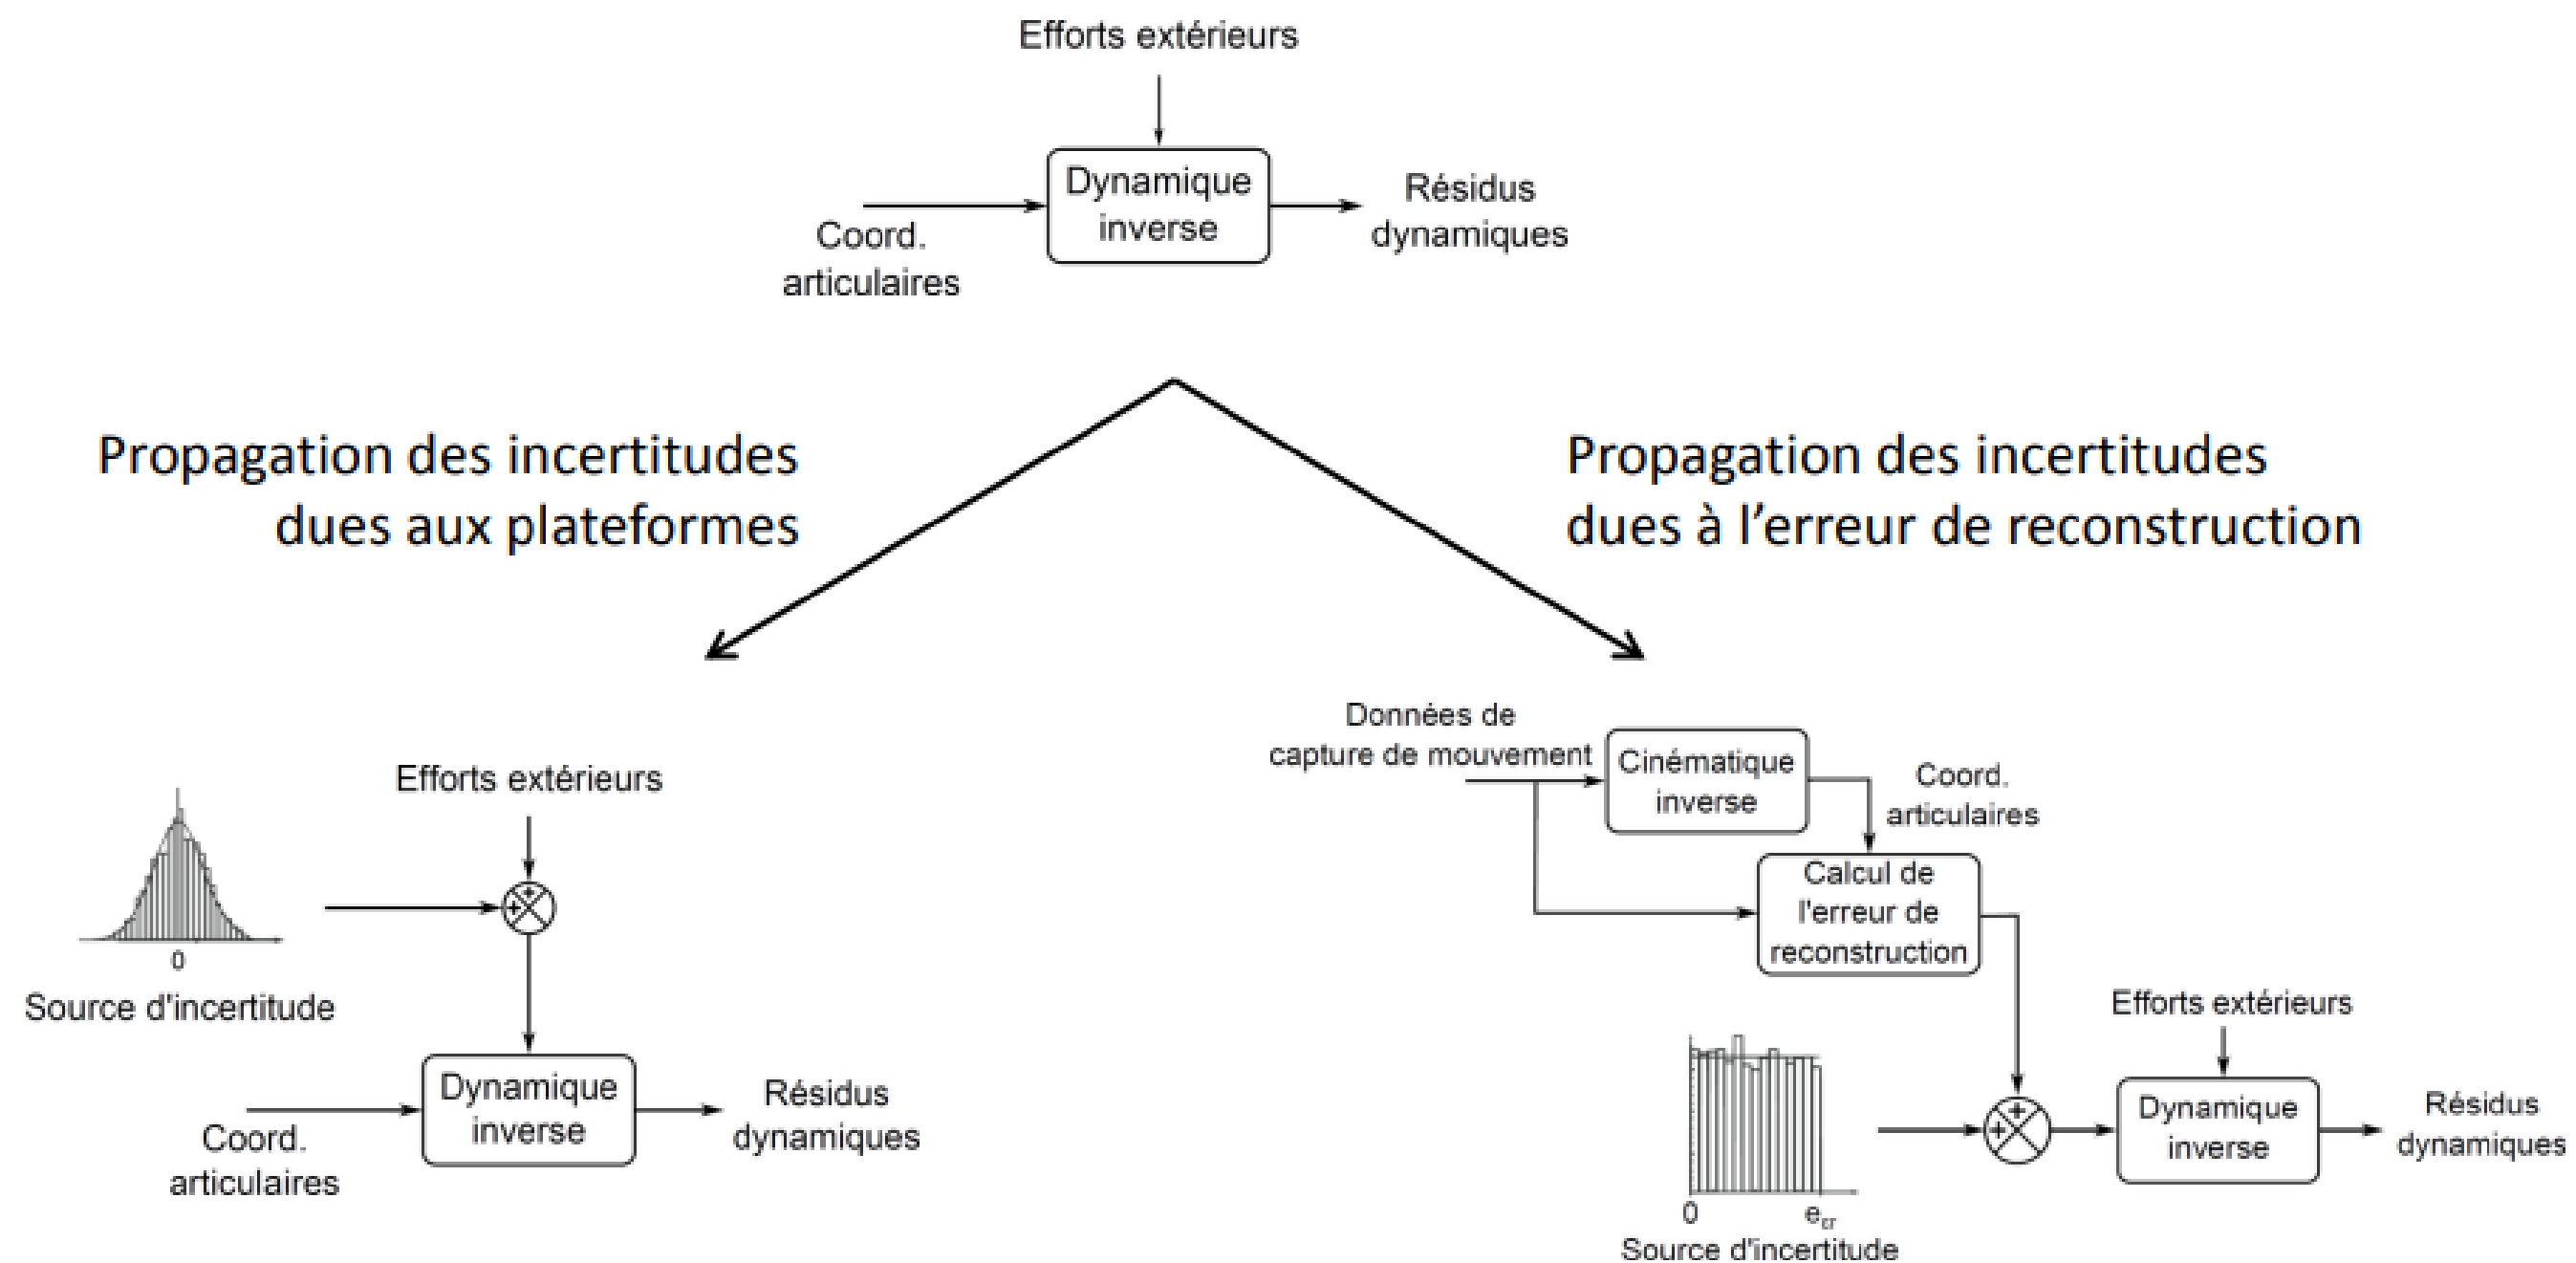 Efforts extérieurs
Dynamique
inverse
Coord.
articulaires
Résidus
dynamiques
Propagation des incertitudes
dues aux plateformes
Propagation des incertitudes
dues à l'erreur de reconstruction
Efforts extérieurs
+
+
0
Source d'incertitude
Dynamique
inverse
Coord.
articulaires
Résidus
dynamiques
Données de
capture de mouvement
Cinématique
inverse
Coord.
articulaires
Calcul de
l'erreur de
reconstruction
Efforts extérieurs
+
+
0
e_cr
Source d'incertitude
Dynamique
inverse
Résidus
dynamiques